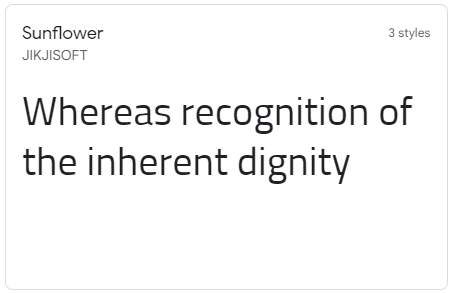 Sunflower
3 styles
JIKJISOFT
Whereas recognition of
the inherent dignity